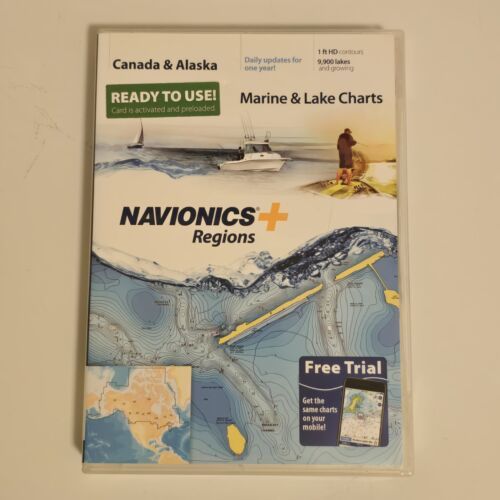 Canada & Alaska
Daily updates for
one year!
1 ft HD contours
9,900 lakes
and growing
READY TO USE!
Card is activated and preloaded
Marine & Lake Charts
NAVIONICS®+
Regions
Free Trial
Get the
same charts
on your
mobile!